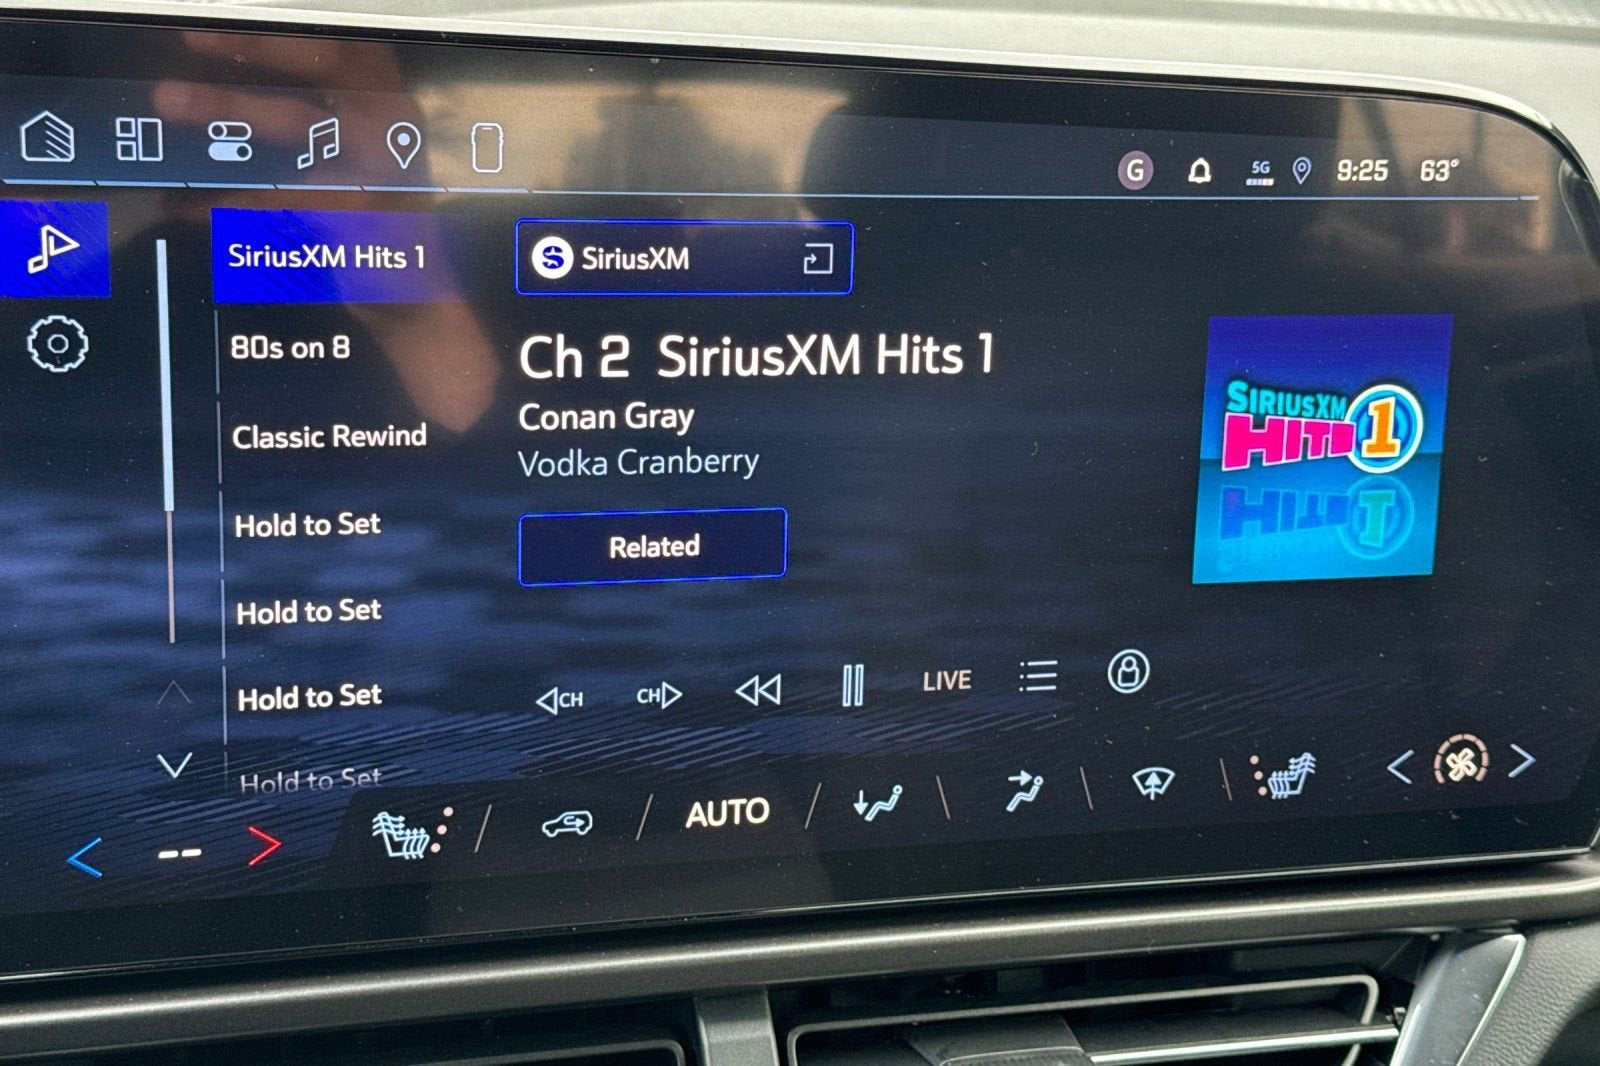 G
5G
9:25
63°
SiriusXM Hits 1
80s on 8
Classic Rewind
Hold to Set
Hold to Set
Hold to Set
Hold to Set
SiriusXM
Ch 2 SiriusXM Hits 1
Conan Gray
Vodka Cranberry
Related
SIRIUSXM
HITS 1
CH
CH
LIVE
--
AUTO